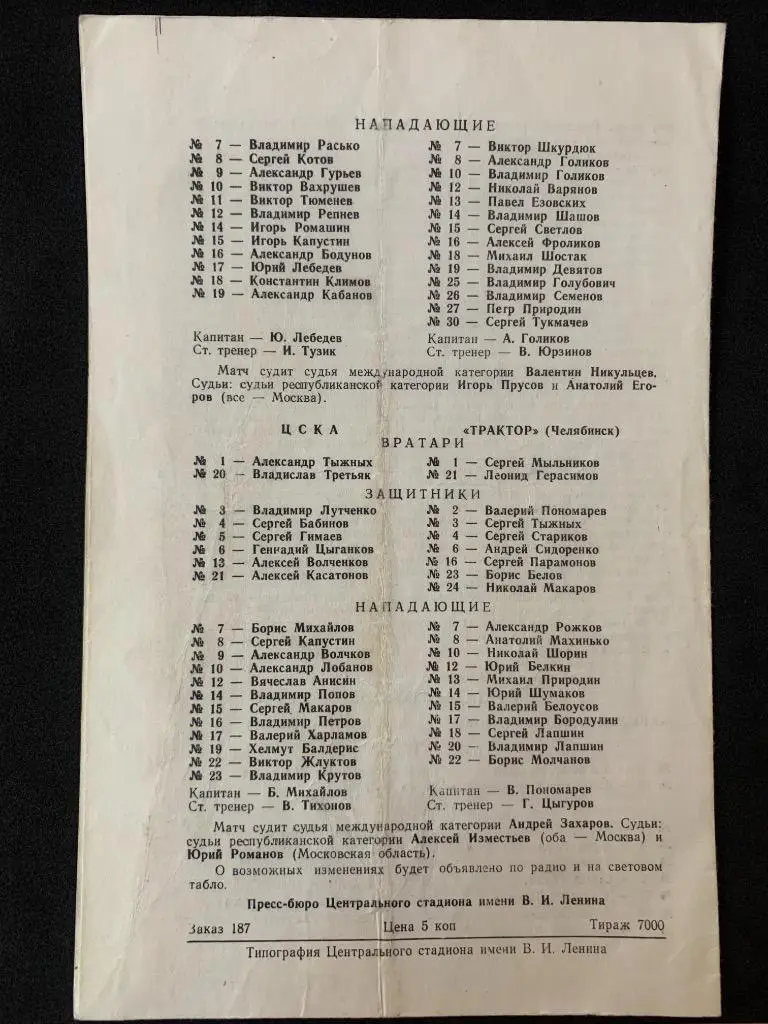 НАПАДАЮЩИЕ
№ 7 — Владимир Расько № 7 — Виктор Шкурдюк
№ 8 — Сергей Котов № 8 — Александр Голиков
№ 9 — Александр Гурьев № 10 — Владимир Голиков
№ 10 — Виктор Вахрушев № 12 — Николай Варянов
№ 11 — Виктор Тюменев № 13 — Павел Езовских
№ 12 — Владимир Репнев № 14 — Владимир Шашов
№ 14 — Игорь Ромашин № 15 — Сергей Светлов
№ 15 — Игорь Капустин № 16 — Алексей Фроликов
№ 16 — Александр Бодунов № 18 — Михаил Шостак
№ 17 — Юрий Лебедев № 19 — Владимир Девятов
№ 18 — Константин Климов № 25 — Владимир Голубович
№ 19 — Александр Кабанов № 26 — Владимир Семенов
№ 27 — Петр Природин
№ 30 — Сергей Тукмачев
Капитан — Ю. Лебедев Капитан — А. Голиков
Ст. тренер — И. Тузик Ст. тренер — В. Юрзинов
Матч судит судья международной категории Валентин Никульцев.
Судьи: судьи республиканской категории Игорь Прусов и Анатолий Его-
ров (все — Москва).
ЦСКА «ТРАКТОР» (Челябинск)
ВРАТАРИ
№ 1 — Александр Тыжных № 1 — Сергей Мыльников
№ 20 — Владислав Третьяк № 21 — Леонид Герасимов
ЗАЩИТНИКИ
№ 3 — Владимир Лутченко № 2 — Валерий Пономарев
№ 4 — Сергей Бабинов № 3 — Сергей Тыжных
№ 5 — Сергей Гимаев № 4 — Сергей Стариков
№ 6 — Геннадий Цыганков № 6 — Андрей Сидоренко
№ 13 — Алексей Волченков № 16 — Сергей Парамонов
№ 21 — Алексей Касатонов № 23 — Борис Белов
№ 24 — Николай Макаров
НАПАДАЮЩИЕ
№ 7 — Борис Михайлов № 7 — Александр Рожков
№ 8 — Сергей Капустин № 8 — Анатолий Махинько
№ 9 — Александр Волчков № 10 — Николай Шорин
№ 10 — Александр Лобанов № 12 — Юрий Белкин
№ 12 — Вячеслав Анисин № 13 — Михаил Природин
№ 14 — Владимир Попов № 14 — Юрий Шумаков
№ 15 — Сергей Макаров № 15 — Валерий Белоусов
№ 16 — Владимир Петров № 17 — Владимир Бородулин
№ 17 — Валерий Харламов № 18 — Сергей Лапшин
№ 19 — Хелмут Балдерис № 20 — Владимир Лапшин
№ 22 — Виктор Жлуктов № 22 — Борис Молчанов
№ 23 — Владимир Крутов
Капитан — Б. Михайлов Капитан — В. Пономарев
Ст. тренер — В. Тихонов Ст. тренер — Г. Цыгуров
Матч судит судья международной категории Андрей Захаров. Судьи:
судьи республиканской категории Алексей Изместьев (оба — Москва) и
Юрий Романов (Московская область).
О возможных изменениях будет объявлено по радио и на световом
табло.
Пресс-бюро Центрального стадиона имени В. И. Ленина
Заказ 187 Цена 5 коп Тираж 7000
Типография Центрального стадиона имени В. И. Ленина